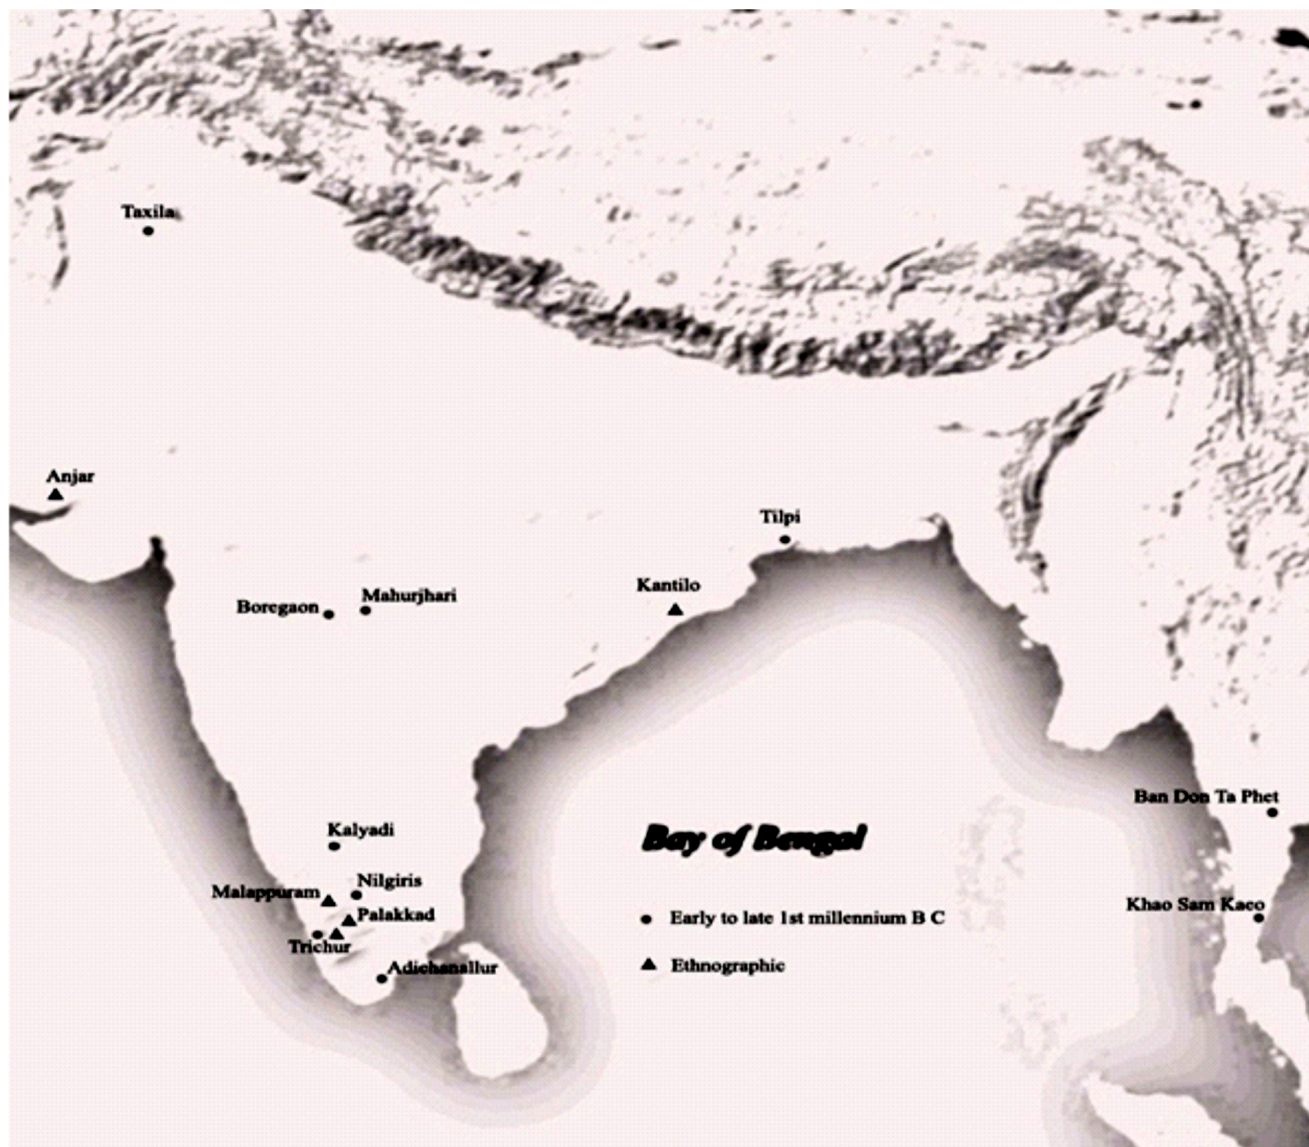 Taxila
Anjar
Tilpi
Kantilo
Mahurjhari
Boregaon
Ban Don Ta Phet
Kalyadi
Bay of Bengal
Nilgiris
Malappuram
Khao Sam Kaeo
Palakkad
Early to late 1st millennium B C
Trichur
Ethnographic
Adichanallur